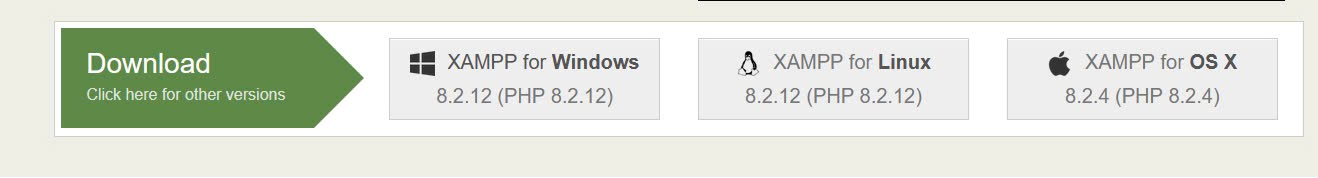 Download
Click here for other versions
XAMPP for Windows
8.2.12 (PHP 8.2.12)
XAMPP for Linux
8.2.12 (PHP 8.2.12)
XAMPP for OS X
8.2.4 (PHP 8.2.4)